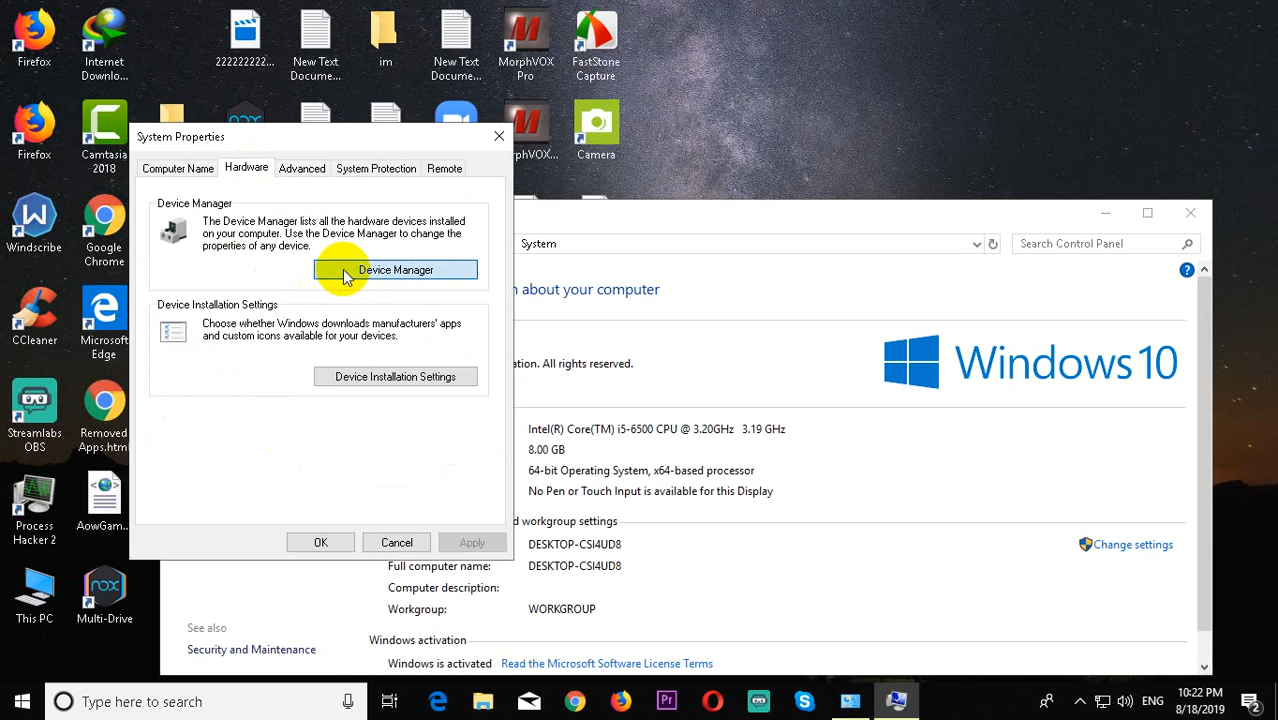 Firefox
Internet
Downlo...
222222222...
New Text
Docume...
im
New Text
Docume...
MorphVOX
Pro
FastStone
Capture
Firefox
Camtasia
2018
MorphVOX...
Camera
System Properties
Computer Name
Hardware
Advanced
System Protection
Remote
Device Manager
The Device Manager lists all the hardware devices installed
on your computer. Use the Device Manager to change the
properties of any device.
Device Manager
Device Installation Settings
Choose whether Windows downloads manufacturers' apps
and custom icons available for your devices.
Device Installation Settings
OK
Cancel
Apply
System
Search Control Panel
n about your computer
ation. All rights reserved.
Windows 10
Intel(R) Core(TM) i5-6500 CPU @ 3.20GHz 3.19 GHz
8.00 GB
64-bit Operating System, x64-based processor
No Pen or Touch Input is available for this Display
d workgroup settings
DESKTOP-CSI4UD8
Change settings
Full computer name:
DESKTOP-CSI4UD8
Computer description:
Workgroup:
WORKGROUP
Windows activation
Windows is activated
Read the Microsoft Software License Terms
See also
Security and Maintenance
Windscribe
Google
Chrome
CCleaner
Microsoft
Edge
Streamlabs
OBS
Removed
Apps.html
Process
Hacker 2
AowGam...
This PC
nox
Multi-Drive
Type here to search
Pr
ENG
10:22 PM
8/18/2019
2